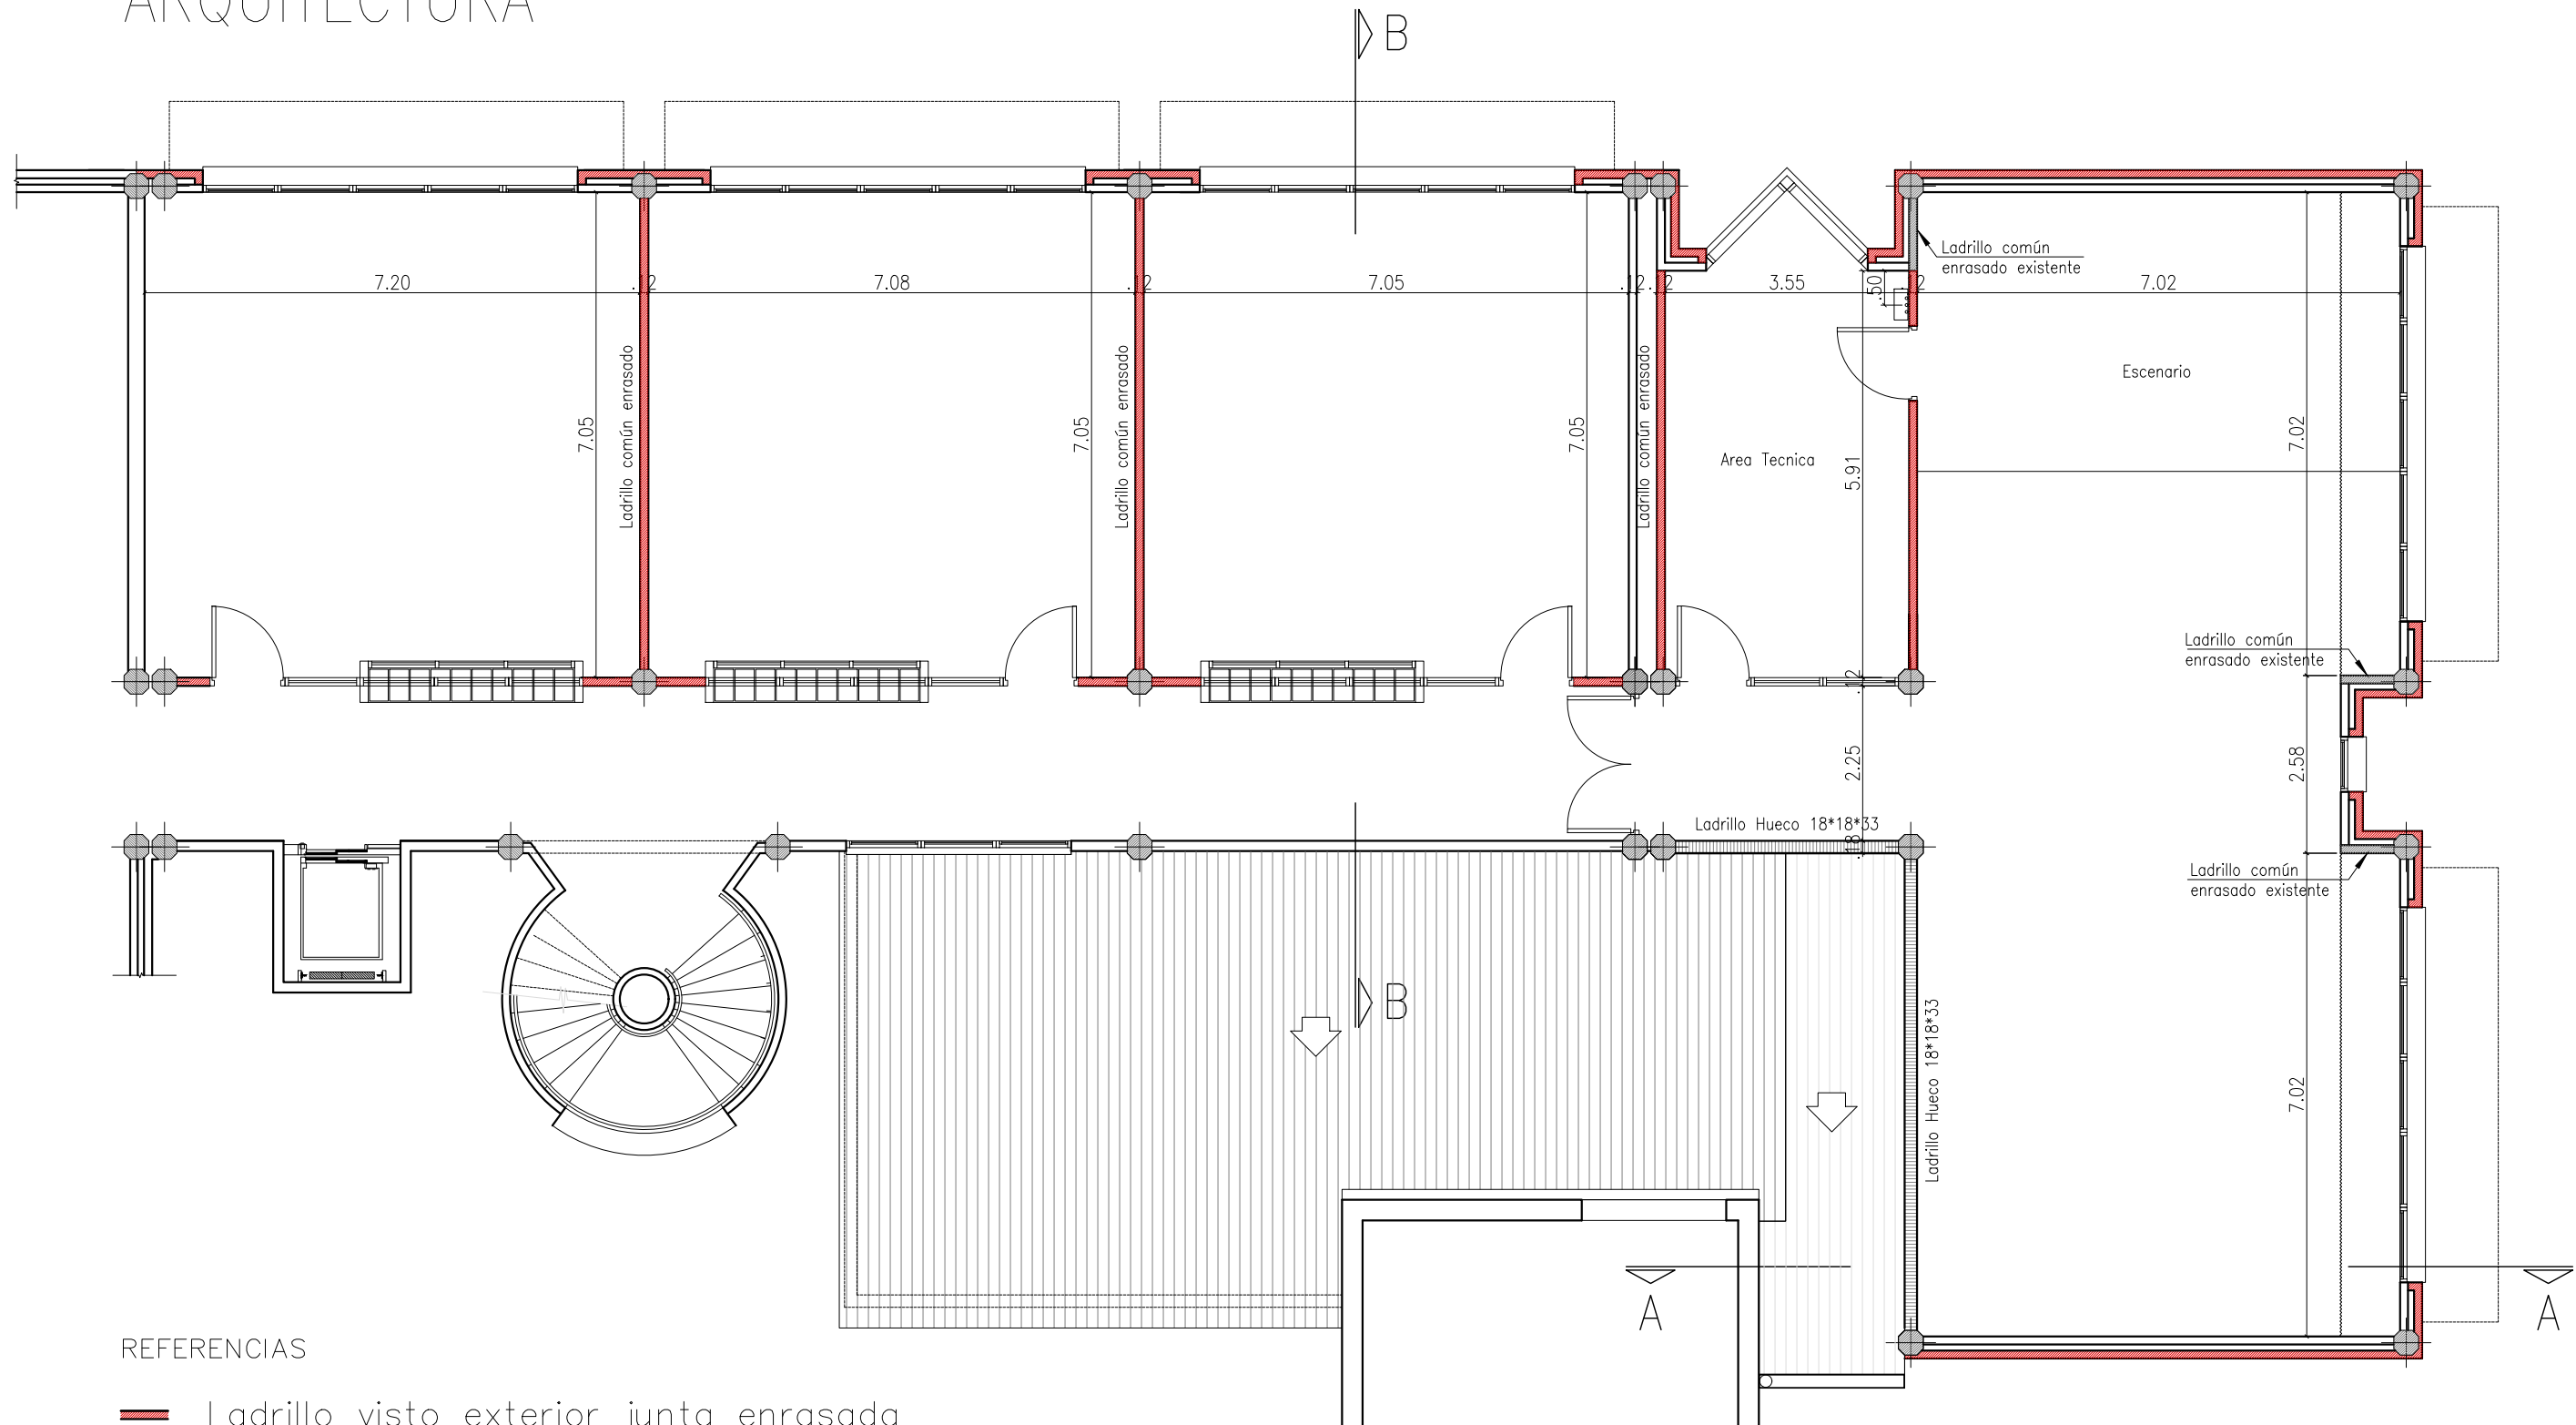 ARQUITECTURA
B
Ladrillo común
enrasado existente
7.20
.12
7.08
.12
7.05
.12
.12
3.55
.50
.12
7.02
Escenario
7.05
Ladrillo común enrasado
7.05
Ladrillo común enrasado
7.05
Ladrillo común enrasado
Area Tecnica
5.91
7.02
Ladrillo común
enrasado existente
.12
2.25
2.58
Ladrillo Hueco 18*18*33
.18
Ladrillo común
enrasado existente
B
Ladrillo Hueco 18*18*33
7.02
A
A
REFERENCIAS
Ladrillo visto exterior junta enrasada